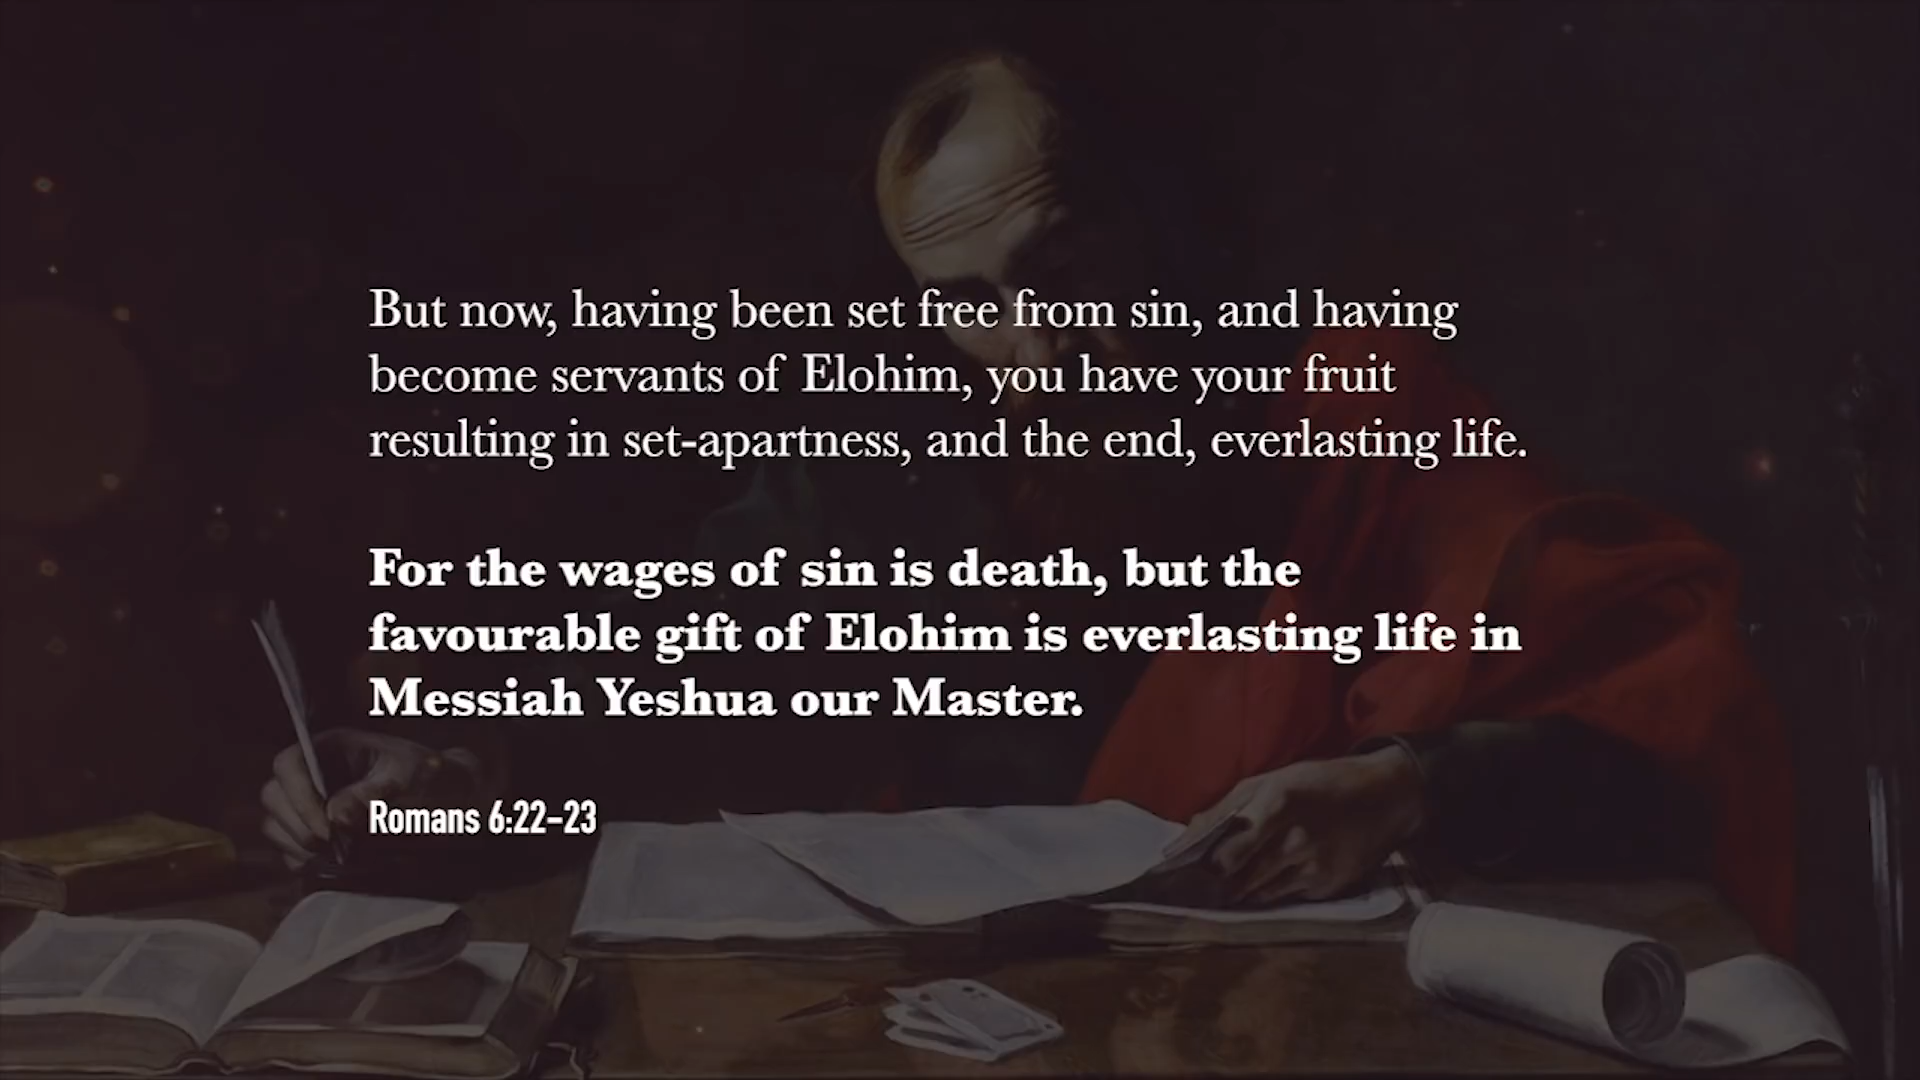 But now, having been set free from sin, and having
become servants of Elohim, you have your fruit
resulting in set-apartness, and the end, everlasting life.
For the wages of sin is death, but the
favourable gift of Elohim is everlasting life in
Messiah Yeshua our Master.
Romans 6:22–23